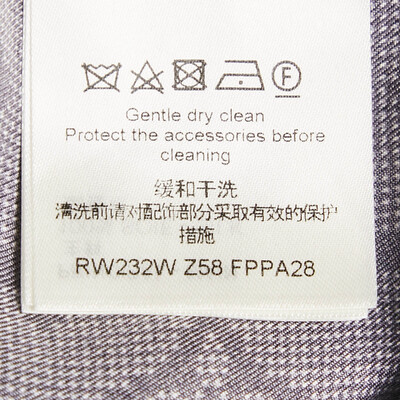 Gentle dry clean
Protect the accessories before
cleaning
缓和干洗
清洗前请对配饰部分采取有效的保护
措施
RW232W Z58 FPPA28